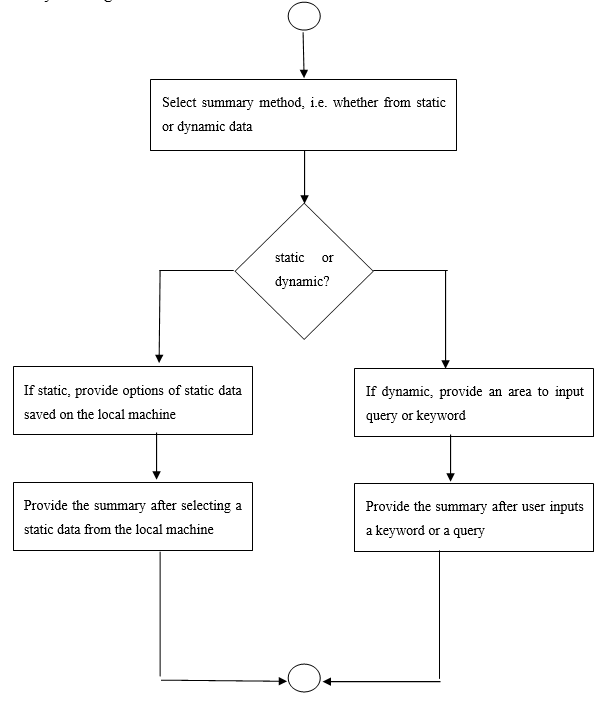 Select summary method, i.e. whether from static
or dynamic data
static or
dynamic?
If static, provide options of static data
saved on the local machine
If dynamic, provide an area to input
query or keyword
Provide the summary after selecting a
static data from the local machine
Provide the summary after user inputs
a keyword or a query